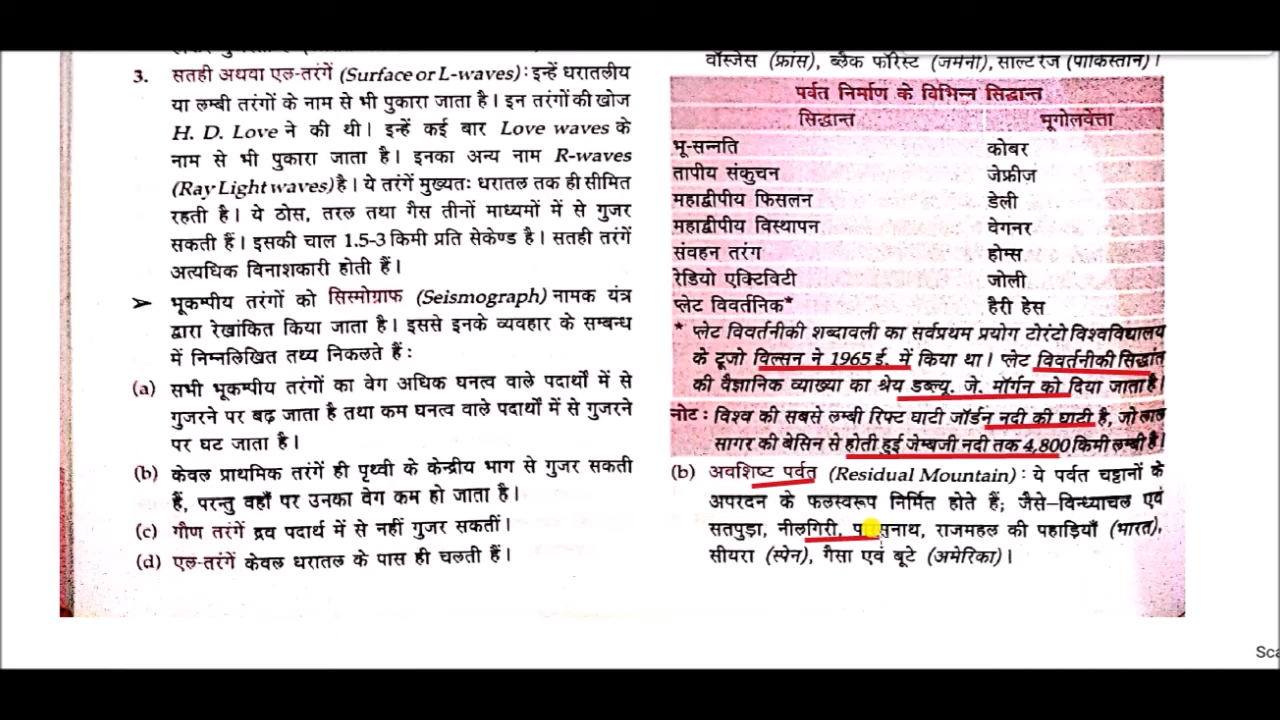 3. सतही अथवा एल-तरंगें (Surface or L-waves) : इन्हें धरातलीय
या लम्बी तरंगों के नाम से भी पुकारा जाता है। इन तरंगों की खोज
H. D. Love ने की थी। इन्हें कई बार Love waves के
नाम से भी पुकारा जाता है। इनका अन्य नाम R-waves
(Ray Light waves) है। ये तरंगें मुख्यतः धरातल तक ही सीमित
रहती है। ये ठोस, तरल तथा गैस तीनों माध्यमों में से गुजर
सकती हैं। इसकी चाल 1.5-3 किमी प्रति सेकेण्ड है। सतही तरंगें
अत्यधिक विनाशकारी होती हैं।
➤ भूकम्पीय तरंगों को सिस्मोग्राफ (Seismograph) नामक यंत्र
द्वारा रेखांकित किया जाता है। इससे इनके व्यवहार के सम्बन्ध
में निम्नलिखित तथ्य निकलते हैं :
(a) सभी भूकम्पीय तरंगों का वेग अधिक घनत्व वाले पदार्थों में से
गुजरने पर बढ़ जाता है तथा कम घनत्व वाले पदार्थों में से गुजरने
पर घट जाता है।
(b) केवल प्राथमिक तरंगें ही पृथ्वी के केन्द्रीय भाग से गुजर सकती
हैं, परन्तु वहाँ पर उनका वेग कम हो जाता है।
(c) गौण तरंगें द्रव पदार्थ में से नहीं गुजर सकतीं।
(d) एल-तरंगें केवल धरातल के पास ही चलती हैं।
वॉस्जेस (फ्रांस), ब्लैक फॉरेस्ट (जर्मनी), साल्ट रेंज (पाकिस्तान)।
पर्वत निर्माण के विभिन्न सिद्धान्त
सिद्धान्त भूगोलवेत्ता
भू-सन्नति कोबर
तापीय संकुचन जेफ्रीज़
महाद्वीपीय फिसलन डेली
महाद्वीपीय विस्थापन वेगनर
संवहन तरंग होम्स
रेडियो एक्टिविटी जोली
प्लेट विवर्तनिक* हैरी हेस
* प्लेट विवर्तनीकी शब्दावली का सर्वप्रथम प्रयोग टोरंटो विश्वविद्यालय
के टूजो विल्सन ने 1965 ई. में किया था। प्लेट विवर्तनीकी सिद्धांत
की वैज्ञानिक व्याख्या का श्रेय डब्ल्यू. जे. मॉर्गन को दिया जाता है।
नोट : विश्व की सबसे लम्बी रिफ्ट घाटी जॉर्डन नदी की घाटी है, जो लाल
सागर की बेसिन से होती हुई जेम्बजी नदी तक 4,800 किमी लम्बी है।
(b) अवशिष्ट पर्वत (Residual Mountain) : ये पर्वत चट्टानों के
अपरदन के फलस्वरूप निर्मित होते हैं; जैसे–विन्ध्याचल एवं
सतपुड़ा, नीलगिरी, पारसनाथ, राजमहल की पहाड़ियाँ (भारत),
सीयरा (स्पेन), गैसा एवं बूटे (अमेरिका)।